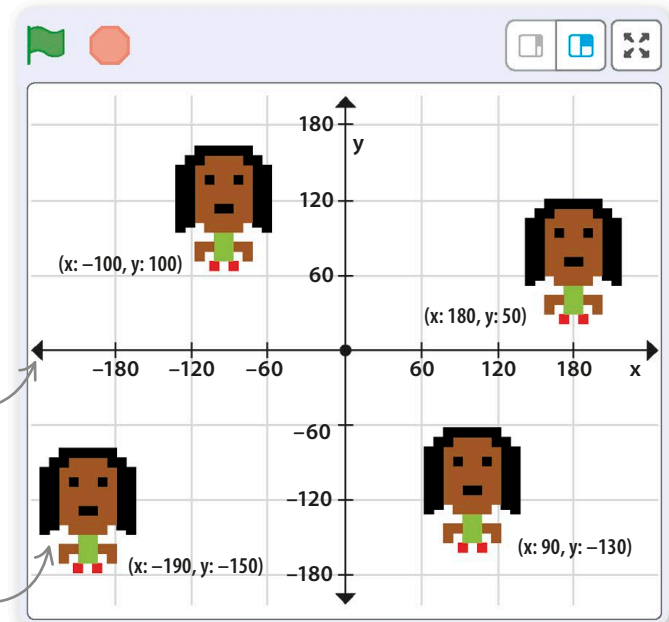 180
y
120
(x: –100, y: 100)
60
(x: 180, y: 50)
–180 –120 –60 60 120 180 x
–60
–120
(x: 90, y: –130)
(x: –190, y: –150)
–180